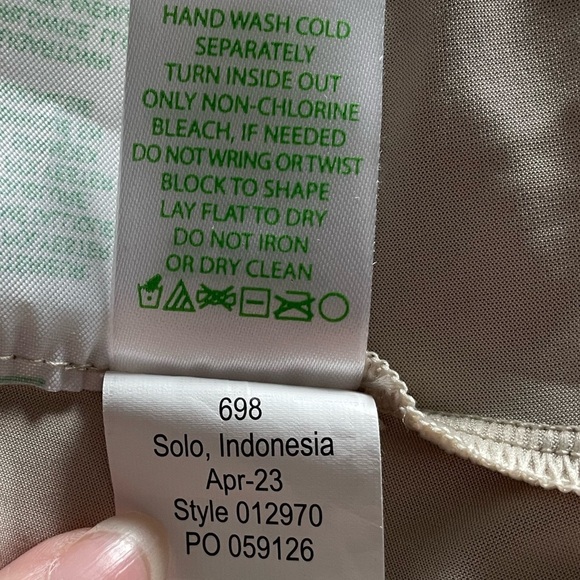 HAND WASH COLD
SEPARATELY
TURN INSIDE OUT
ONLY NON-CHLORINE
BLEACH, IF NEEDED
DO NOT WRING OR TWIST
BLOCK TO SHAPE
LAY FLAT TO DRY
DO NOT IRON
OR DRY CLEAN
698
Solo, Indonesia
Apr-23
Style 012970
PO 059126